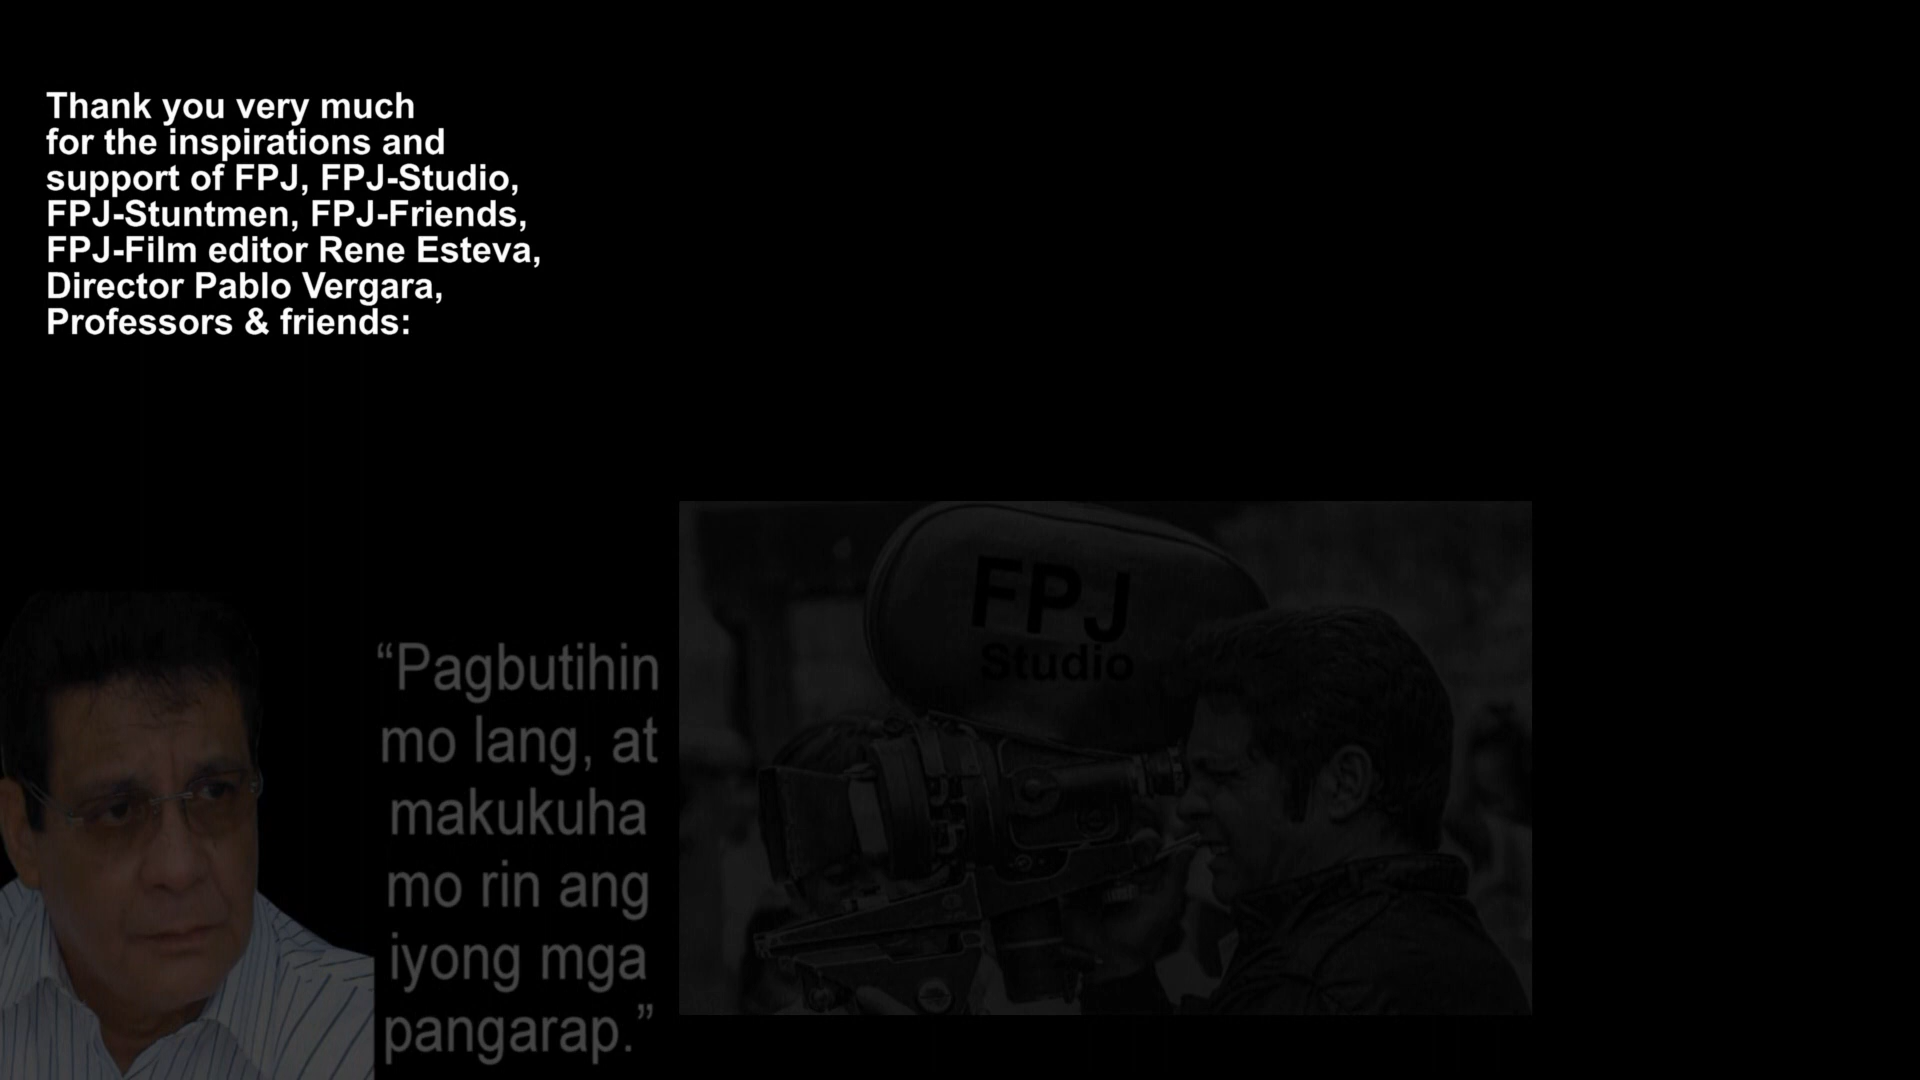 Thank you very much
for the inspirations and
support of FPJ, FPJ-Studio,
FPJ-Stuntmen, FPJ-Friends,
FPJ-Film editor Rene Esteva,
Director Pablo Vergara,
Professors & friends:
“Pagbutihin
mo lang, at
makukuha
mo rin ang
iyong mga
pangarap.”
FPJ
Studio